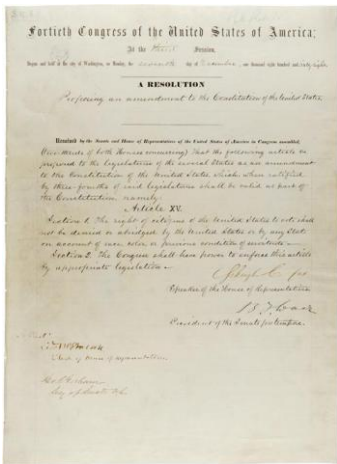 Fortieth Congress of the United States of America;
At the third Session,
Begun and held at the city of Washington, on Monday, the seventh day of December, one thousand eight hundred and sixty-eight.
A RESOLUTION
Proposing an amendment to the Constitution of the United States.
Resolved by the Senate and House of Representatives of the United States of America in Congress assembled,
(two-thirds of both Houses concurring) That the following article be
proposed to the legislatures of the several States as an amendment
to the Constitution of the United States which, when ratified
by three-fourths of said legislatures shall be valid as part of
the Constitution, namely:
Article XV.
Section 1. The right of citizens of the United States to vote shall
not be denied or abridged by the United States or by any State
on account of race, color, or previous condition of servitude.
Section 2. The Congress shall have power to enforce this article
by appropriate legislation.
Speaker of the House of Representatives.
President of the Senate pro tempore.
Attest:
Clerk of House of Representatives.
Secy of Senate U.S.